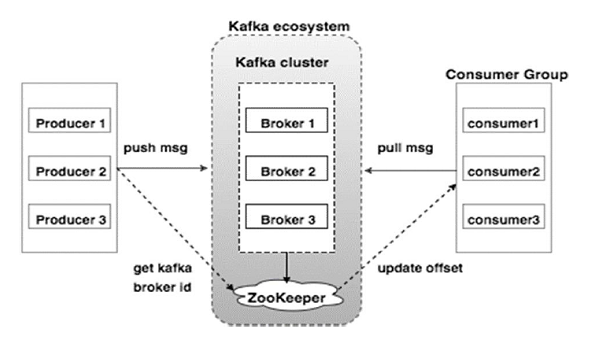 Kafka ecosystem
Kafka cluster
Consumer Group
Producer 1
Producer 2
Producer 3
push msg
Broker 1
Broker 2
Broker 3
pull msg
consumer1
consumer2
consumer3
get kafka
broker id
ZooKeeper
update offset